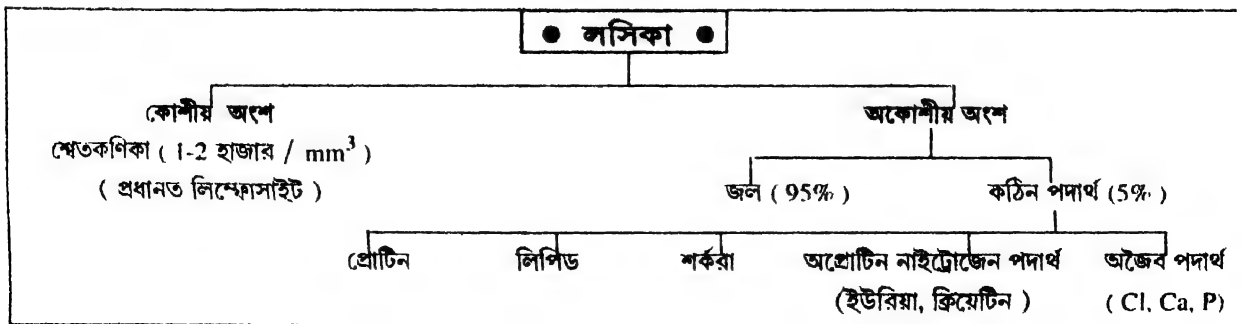 ● লসিকা ●
কোশীয় অংশ অকোশীয় অংশ
শ্বেতকণিকা ( 1-2 হাজার / mm³ )
( প্রধানত লিম্ফোসাইট )
জল ( 95% ) কঠিন পদার্থ (5%)
প্রোটিন লিপিড শর্করা অপ্রোটিন নাইট্রোজেন পদার্থ অজৈব পদার্থ
(ইউরিয়া, ক্রিয়েটিন ) ( Cl, Ca, P)